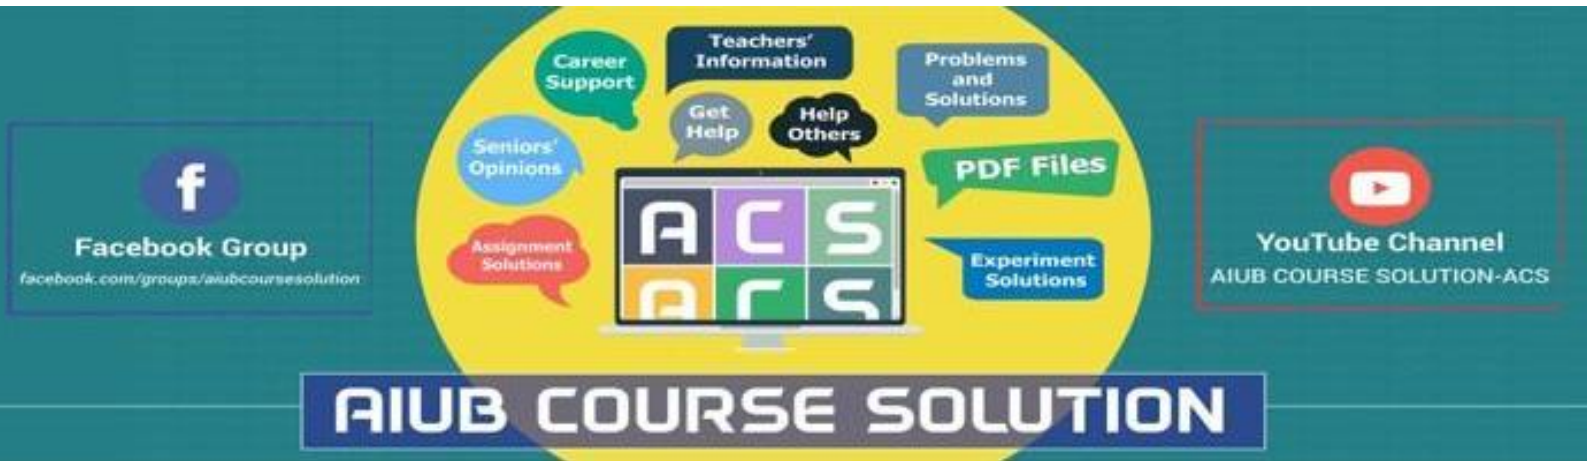 Teachers'
Information
Career
Support
Problems
and
Solutions
Get
Help
Help
Others
Seniors'
Opinions
PDF Files
f
Facebook Group
facebook.com/groups/aiubcoursesolution
ACS
ACS
Assignment
Solutions
Experiment
Solutions
YouTube Channel
AIUB COURSE SOLUTION-ACS
AIUB COURSE SOLUTION